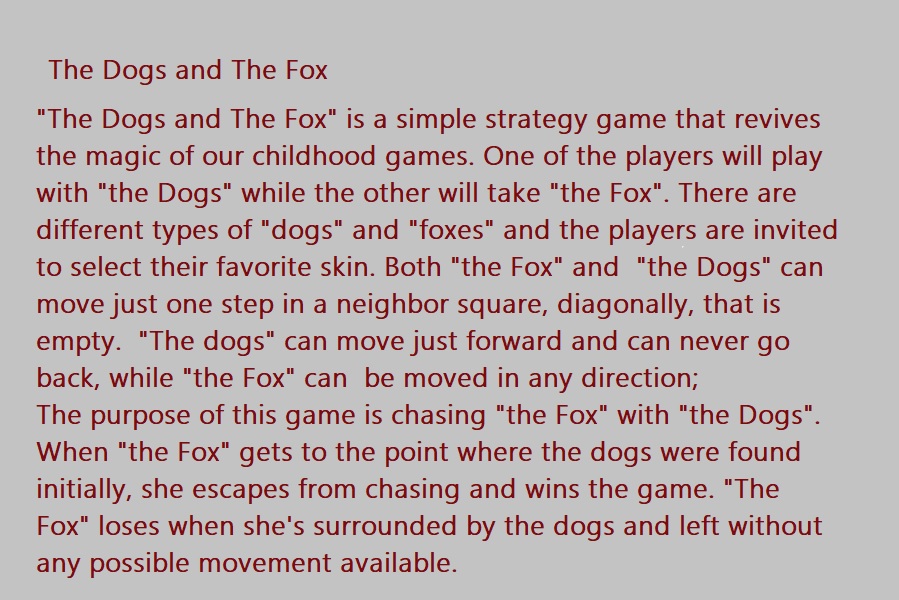 The Dogs and The Fox
"The Dogs and The Fox" is a simple strategy game that revives
the magic of our childhood games. One of the players will play
with "the Dogs" while the other will take "the Fox". There are
different types of "dogs" and "foxes" and the players are invited
to select their favorite skin. Both "the Fox" and  "the Dogs" can
move just one step in a neighbor square, diagonally, that is
empty.  "The dogs" can move just forward and can never go
back, while "the Fox" can  be moved in any direction;
The purpose of this game is chasing "the Fox" with "the Dogs".
When "the Fox" gets to the point where the dogs were found
initially, she escapes from chasing and wins the game. "The
Fox" loses when she's surrounded by the dogs and left without
any possible movement available.